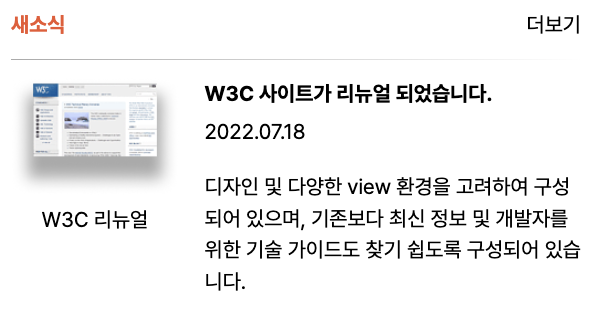 새소식
더보기
W3C
W3C 사이트가 리뉴얼 되었습니다.
2022.07.18
디자인 및 다양한 view 환경을 고려하여 구성
되어 있으며, 기존보다 최신 정보 및 개발자를
위한 기술 가이드도 찾기 쉽도록 구성되어 있습
니다.
W3C 리뉴얼